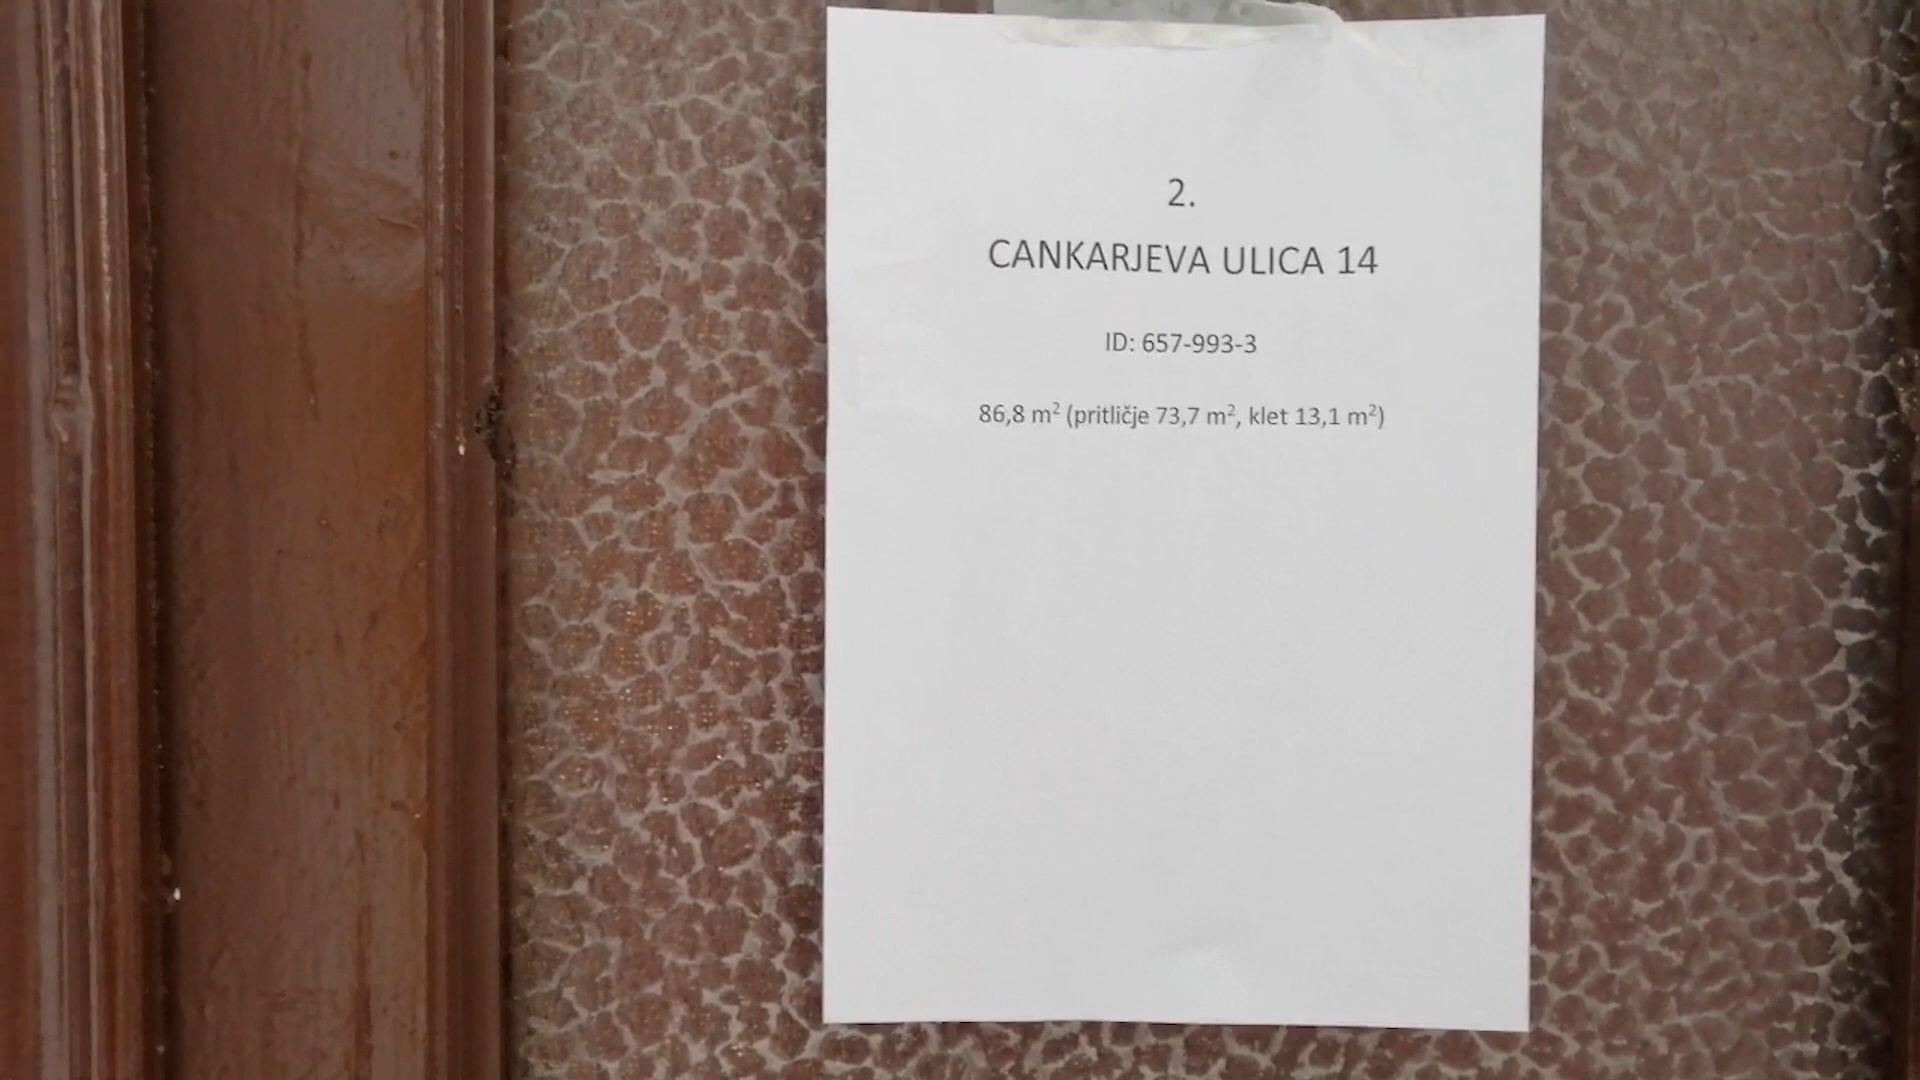 2.
CANKARJEVA ULICA 14
ID: 657-993-3
86,8 m² (pritličje 73,7 m², klet 13,1 m²)